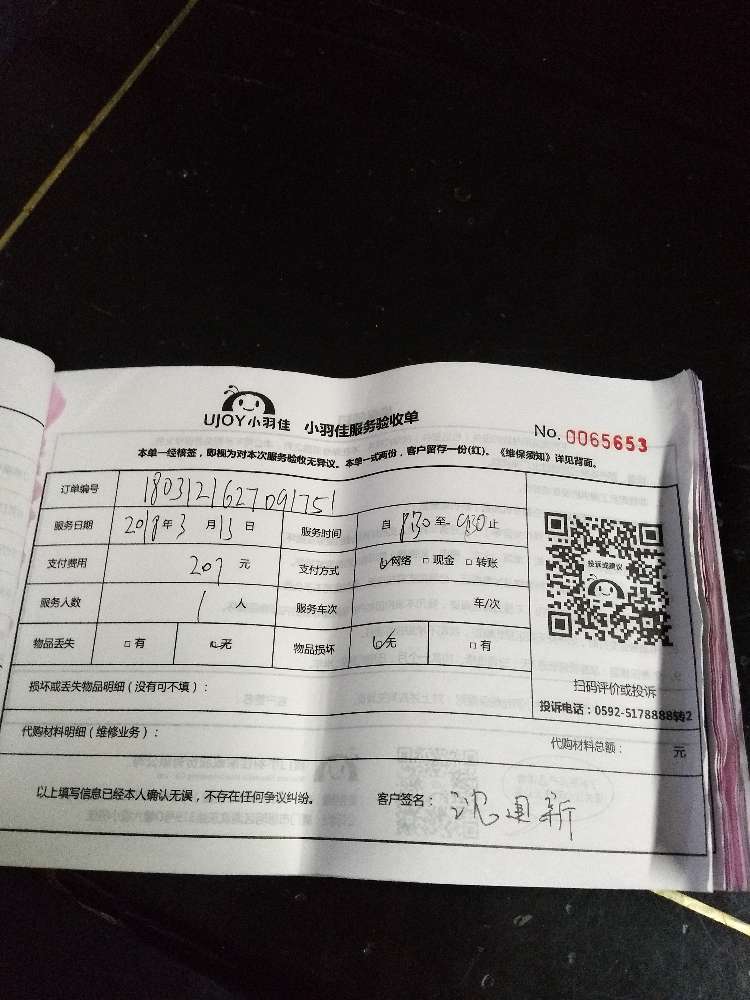 UJOY小羽佳 小羽佳服务验收单
No. 0065653
本单一经核签，即视为对本次服务验收无异议。本单一式两份，客户留存一份(红)。《维保须知》详见背面。
订单编号 1803121627091751
服务日期 2018年3月13日 服务时间 自 8:30 至 9:30 止
支付费用 207 元 支付方式 网络 □现金 □转账
服务人数 1 人 服务车次 车/次
物品丢失 □有 无 物品损坏 无 □有
投诉或建议
扫码评价或投诉
投诉电话：0592-5178888转2
损坏或丢失物品明细（没有可不填）：
代购材料明细（维修业务）： 代购材料总额： 元
以上填写信息已经本人确认无误，不存在任何争议纠纷。 客户签名：